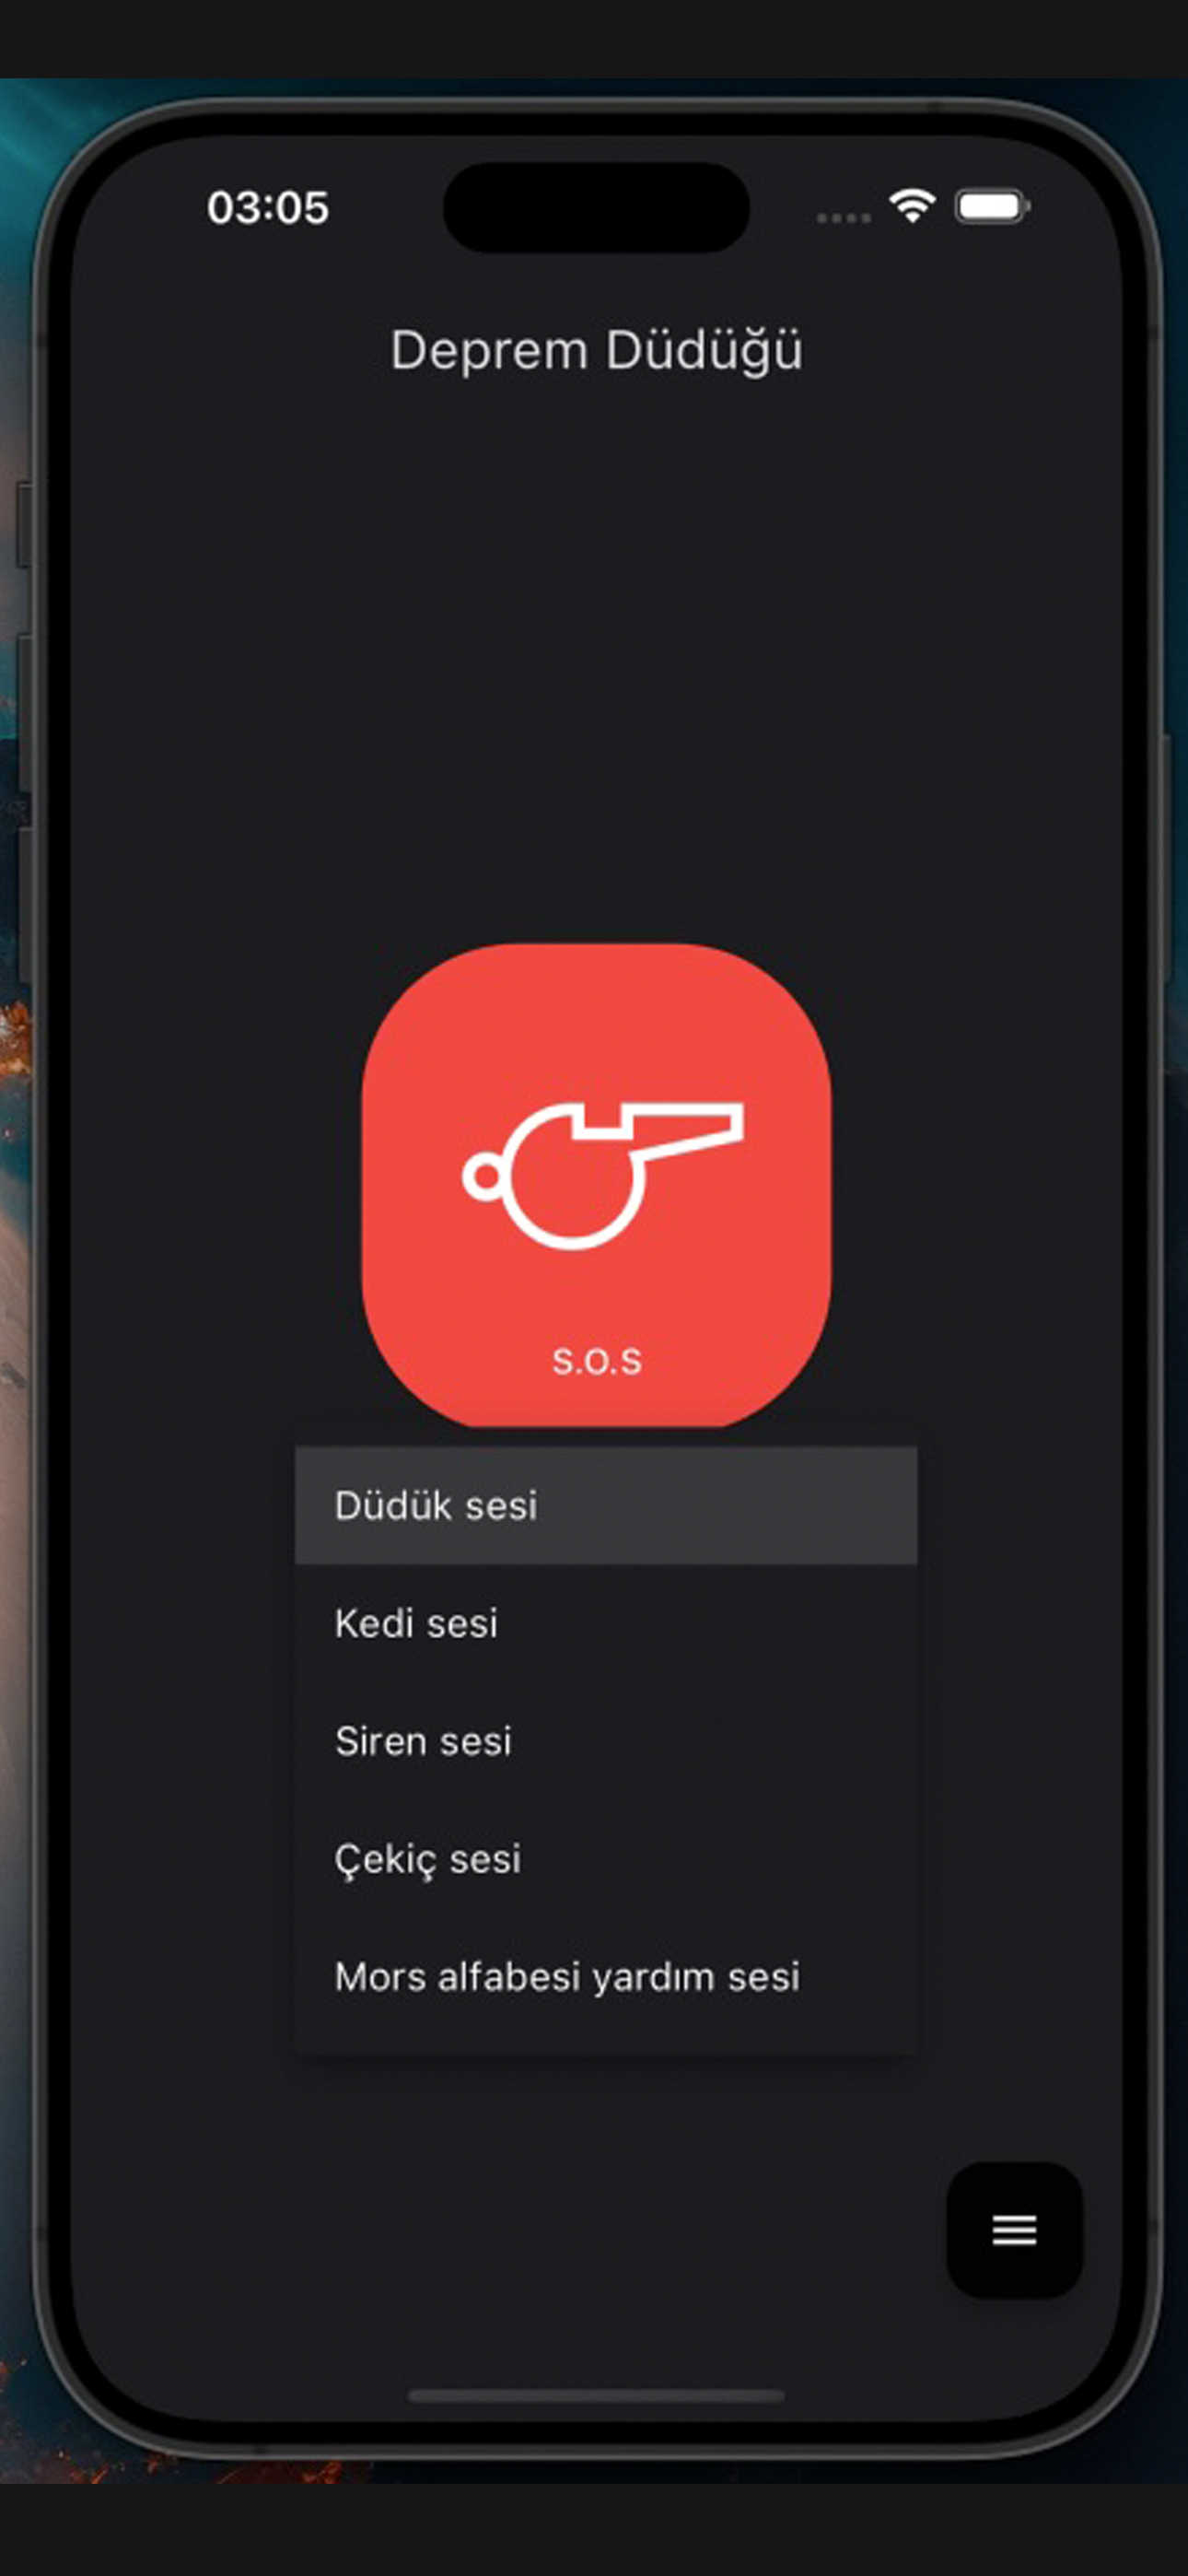 03:05
Deprem Düdüğü
S.O.S
Düdük sesi
Kedi sesi
Siren sesi
Çekiç sesi
Mors alfabesi yardım sesi